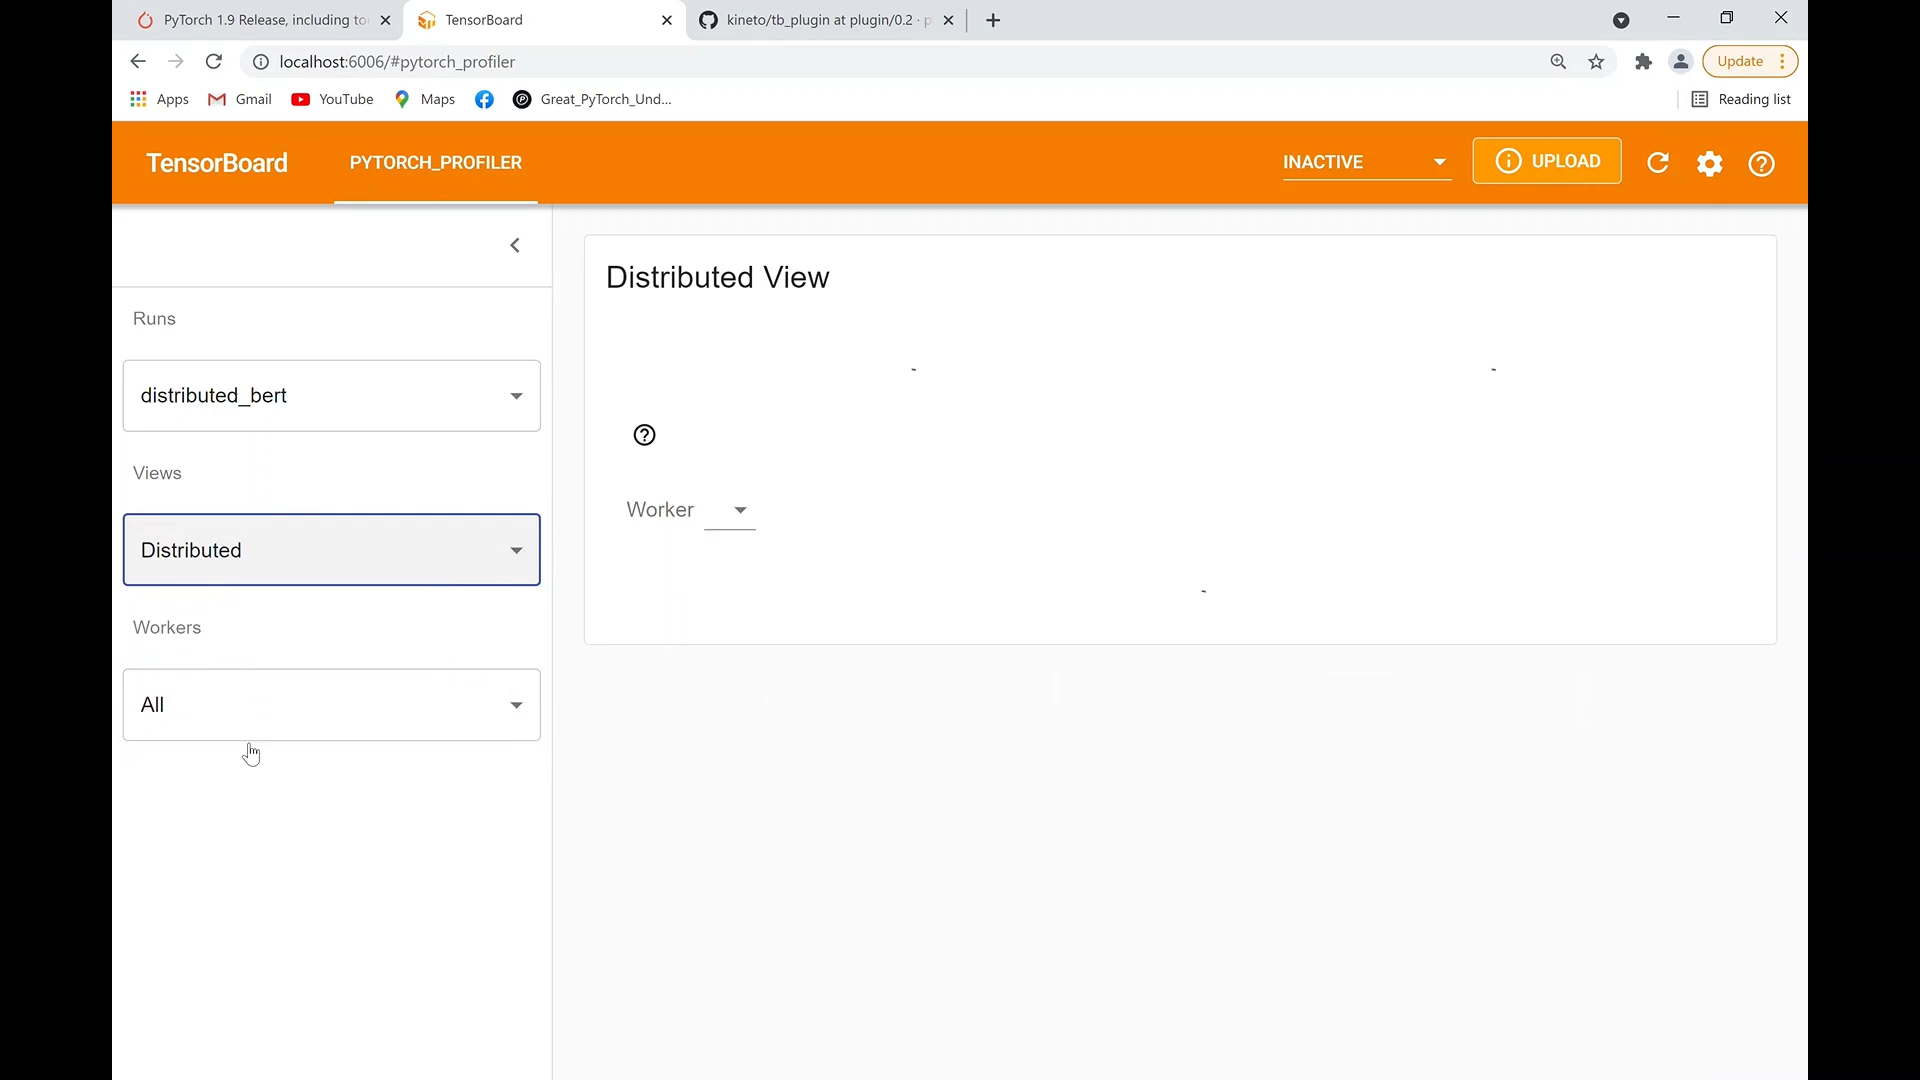 PyTorch 1.9 Release, including to
TensorBoard
kineto/tb_plugin at plugin/0.2 · p
localhost:6006/#pytorch_profiler
Update
Apps
Gmail
YouTube
Maps
Great_PyTorch_Und...
Reading list
TensorBoard
PYTORCH_PROFILER
INACTIVE
UPLOAD
Runs
distributed_bert
Views
Distributed
Workers
All
Distributed View
Worker